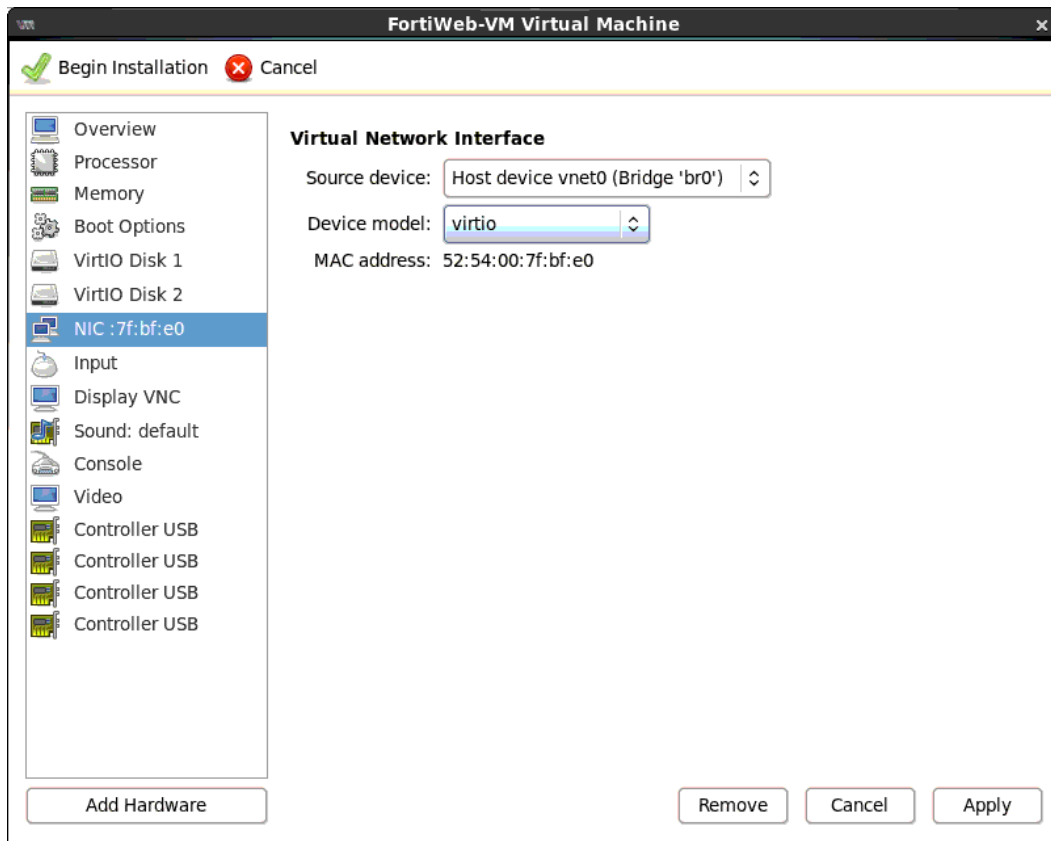 FortiWeb-VM Virtual Machine
Begin Installation Cancel
Overview
Processor
Memory
Boot Options
VirtIO Disk 1
VirtIO Disk 2
NIC :7f:bf:e0
Input
Display VNC
Sound: default
Console
Video
Controller USB
Controller USB
Controller USB
Controller USB
Add Hardware
Virtual Network Interface
Source device: Host device vnet0 (Bridge 'br0')
Device model: virtio
MAC address: 52:54:00:7f:bf:e0
Remove Cancel Apply